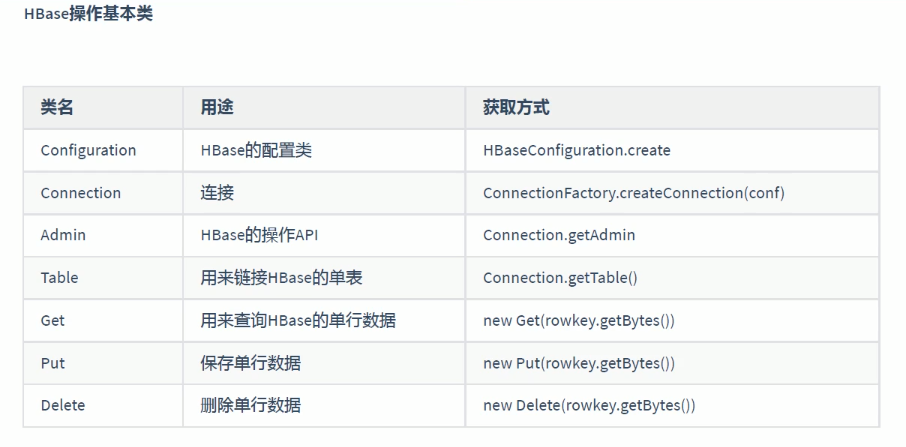 HBase操作基本类
类名 用途 获取方式
Configuration HBase的配置类 HBaseConfiguration.create
Connection 连接 ConnectionFactory.createConnection(conf)
Admin HBase的操作API Connection.getAdmin
Table 用来链接HBase的单表 Connection.getTable()
Get 用来查询HBase的单行数据 new Get(rowkey.getBytes())
Put 保存单行数据 new Put(rowkey.getBytes())
Delete 删除单行数据 new Delete(rowkey.getBytes())